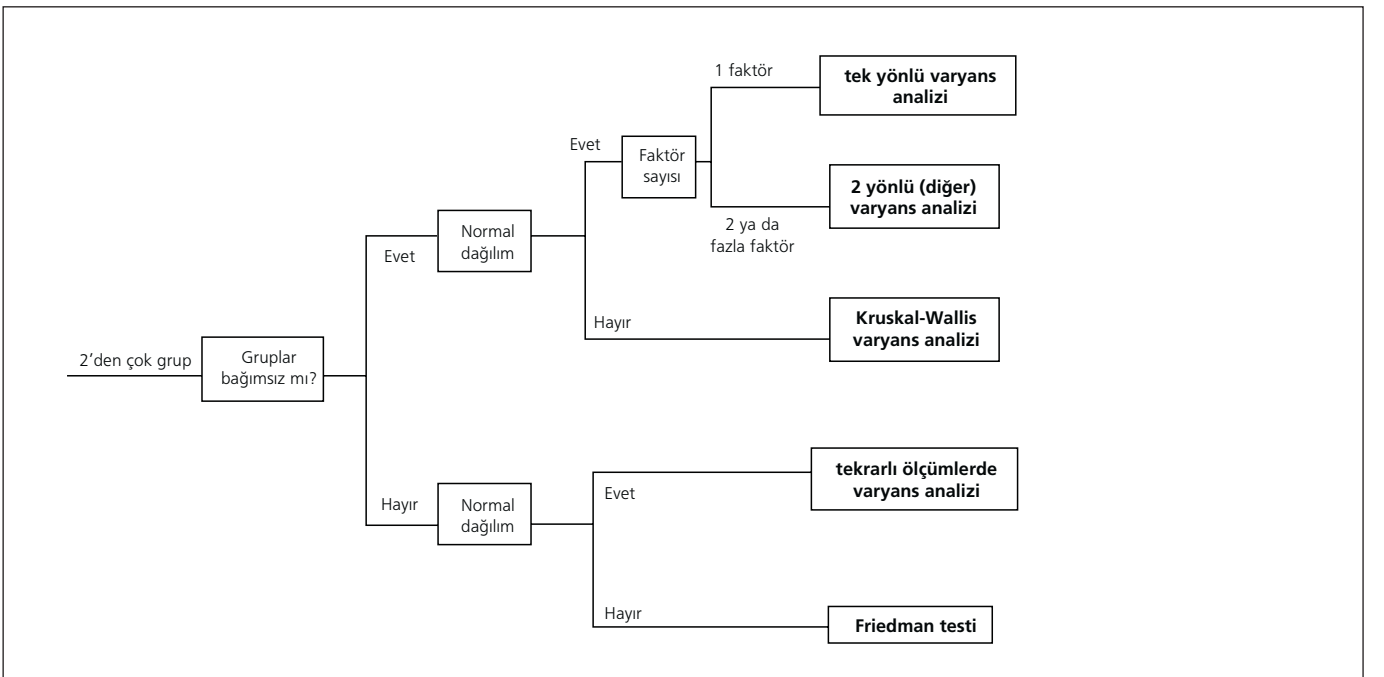 1 faktör
tek yönlü varyans
analizi
Evet
Faktör
sayısı
2 yönlü (diğer)
varyans analizi
2 ya da
fazla faktör
Normal
dağılım
Evet
Hayır
Kruskal-Wallis
varyans analizi
2'den çok grup
Gruplar
bağımsız mı?
tekrarlı ölçümlerde
varyans analizi
Evet
Hayır
Normal
dağılım
Hayır
Friedman testi